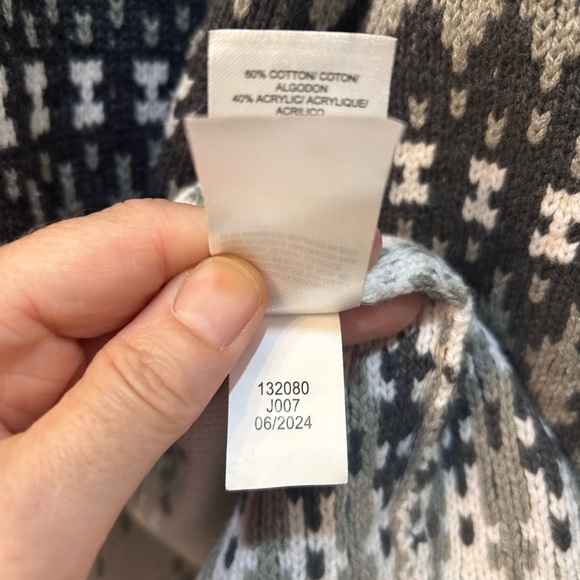 60% COTTON/ COTON/
ALGODON
40% ACRYLIC/ ACRYLIQUE/
ACRILICO
132080
J007
06/2024